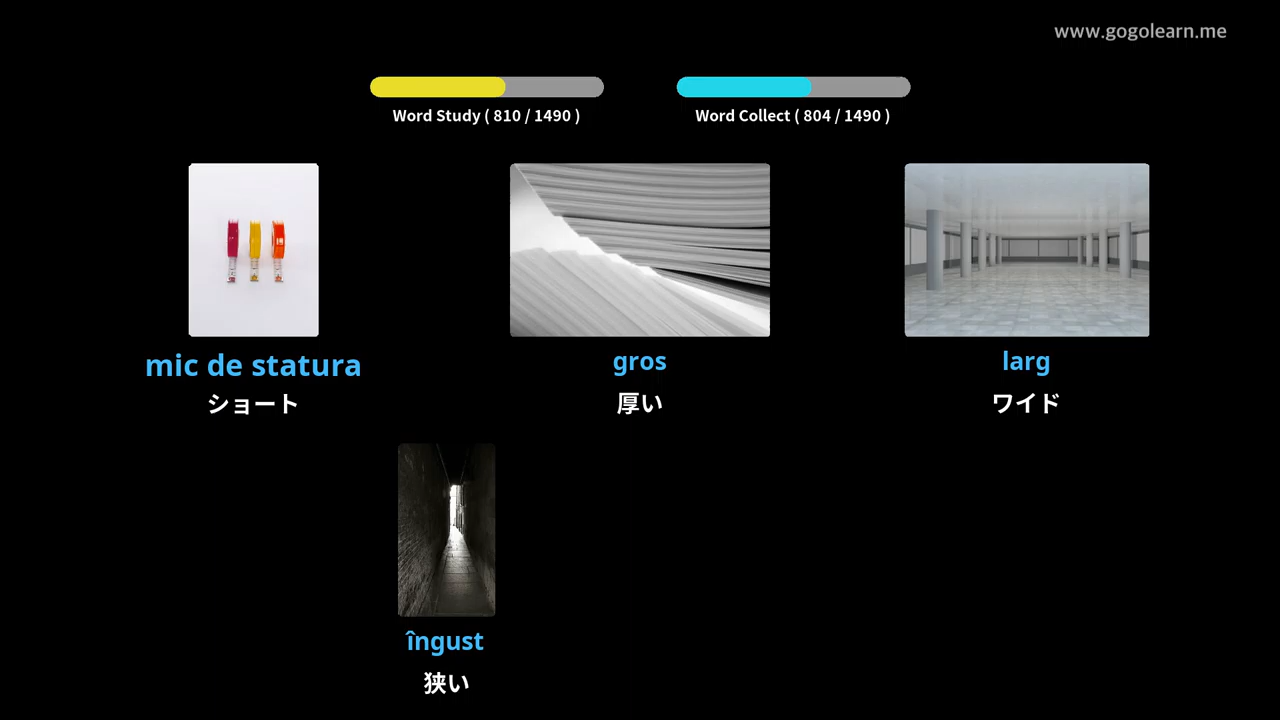 www.gogolearn.me
Word Study ( 810 / 1490 )
Word Collect ( 804 / 1490 )
mic de statura
gros
larg
ショート
厚い
ワイド
îngust
狭い